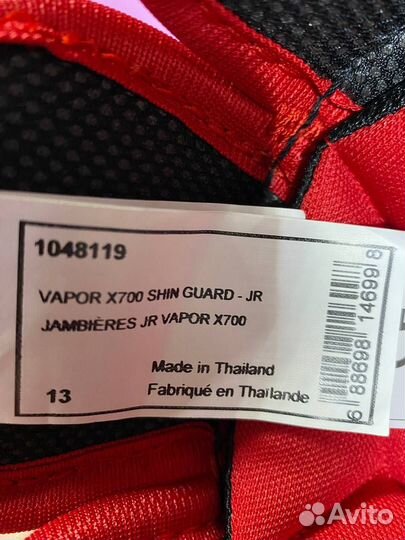 1048119
VAPOR X700 SHIN GUARD - JR
JAMBIÈRES JR VAPOR X700
Made in Thailand
13 Fabriqué en Thaïlande
6 88698 14699 8
Avito